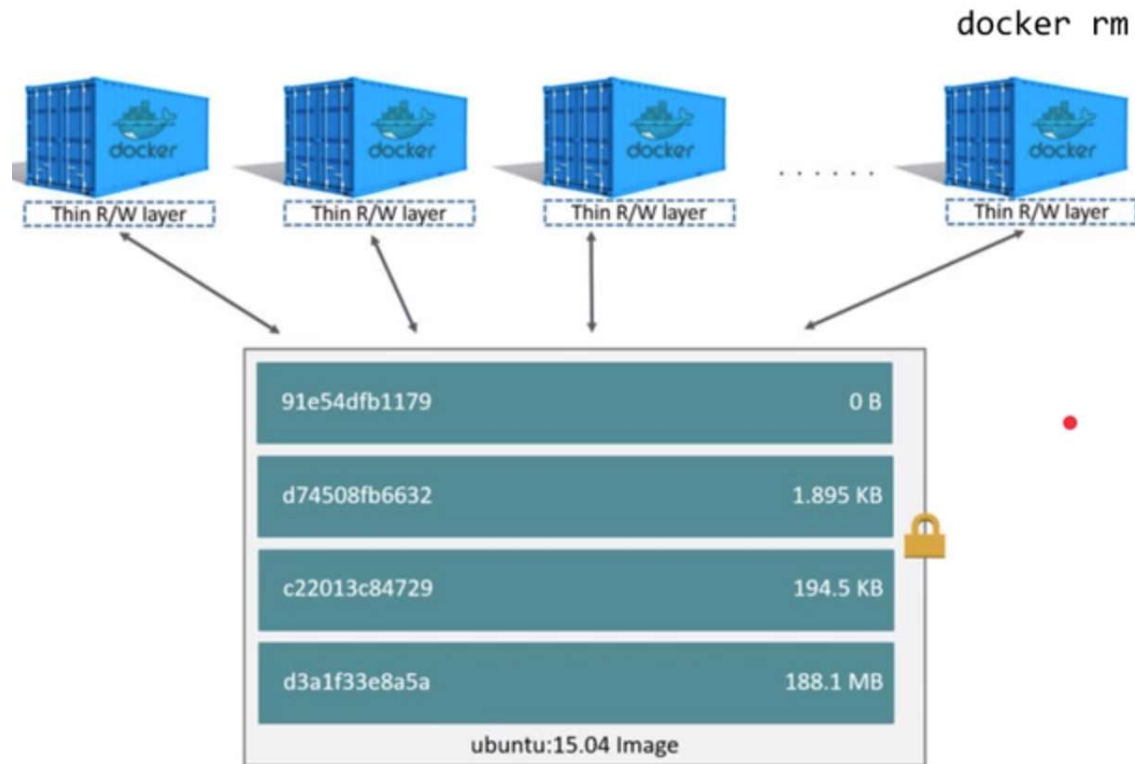 docker rm
docker docker docker docker
. . . . . .
Thin R/W layer Thin R/W layer Thin R/W layer Thin R/W layer
91e54dfb1179 0 B
d74508fb6632 1.895 KB
c22013c84729 194.5 KB
d3a1f33e8a5a 188.1 MB
ubuntu:15.04 Image